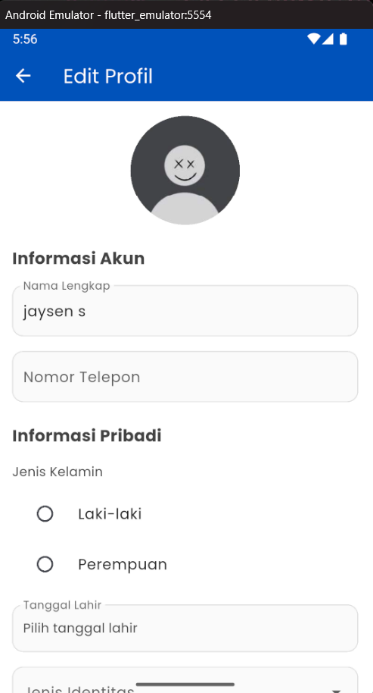 Android Emulator - flutter_emulator:5554
5:56
Edit Profil
Informasi Akun
Nama Lengkap
jaysen s
Nomor Telepon
Informasi Pribadi
Jenis Kelamin
Laki-laki
Perempuan
Tanggal Lahir
Pilih tanggal lahir
Jenis Identitas